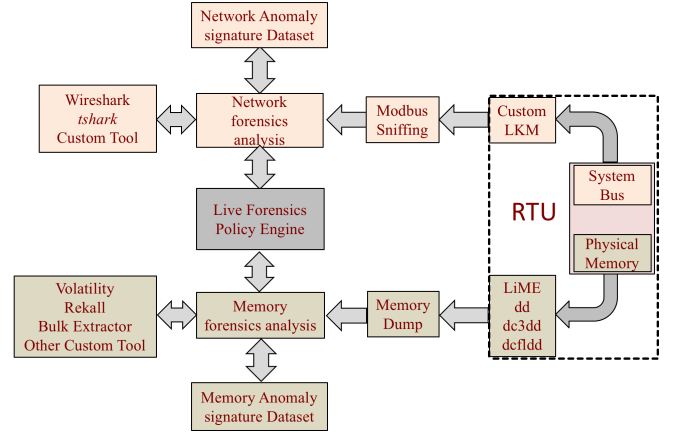 Network Anomaly
signature Dataset
Wireshark
tshark
Custom Tool
Network
forensics
analysis
Modbus
Sniffing
Custom
LKM
System
Bus
RTU
Live Forensics
Policy Engine
Physical
Memory
Volatility
Rekall
Bulk Extractor
Other Custom Tool
Memory
forensics analysis
Memory
Dump
LiME
dd
dc3dd
dcfldd
Memory Anomaly
signature Dataset